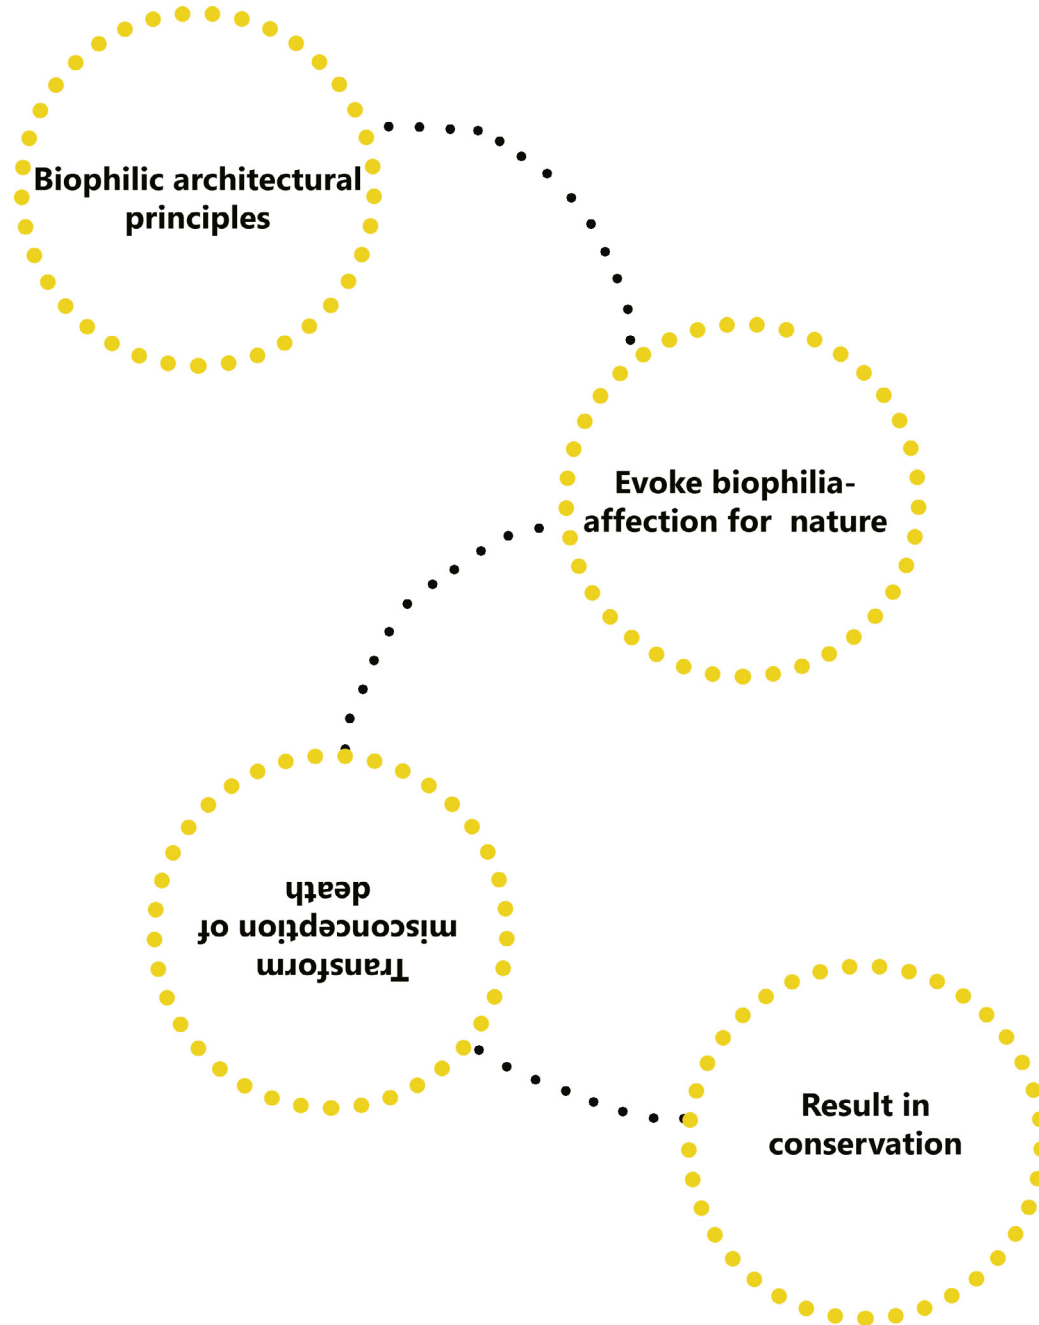 Biophilic architectural
principles
Evoke biophilia-
affection for  nature
Transform
misconception of
death
Result in
conservation